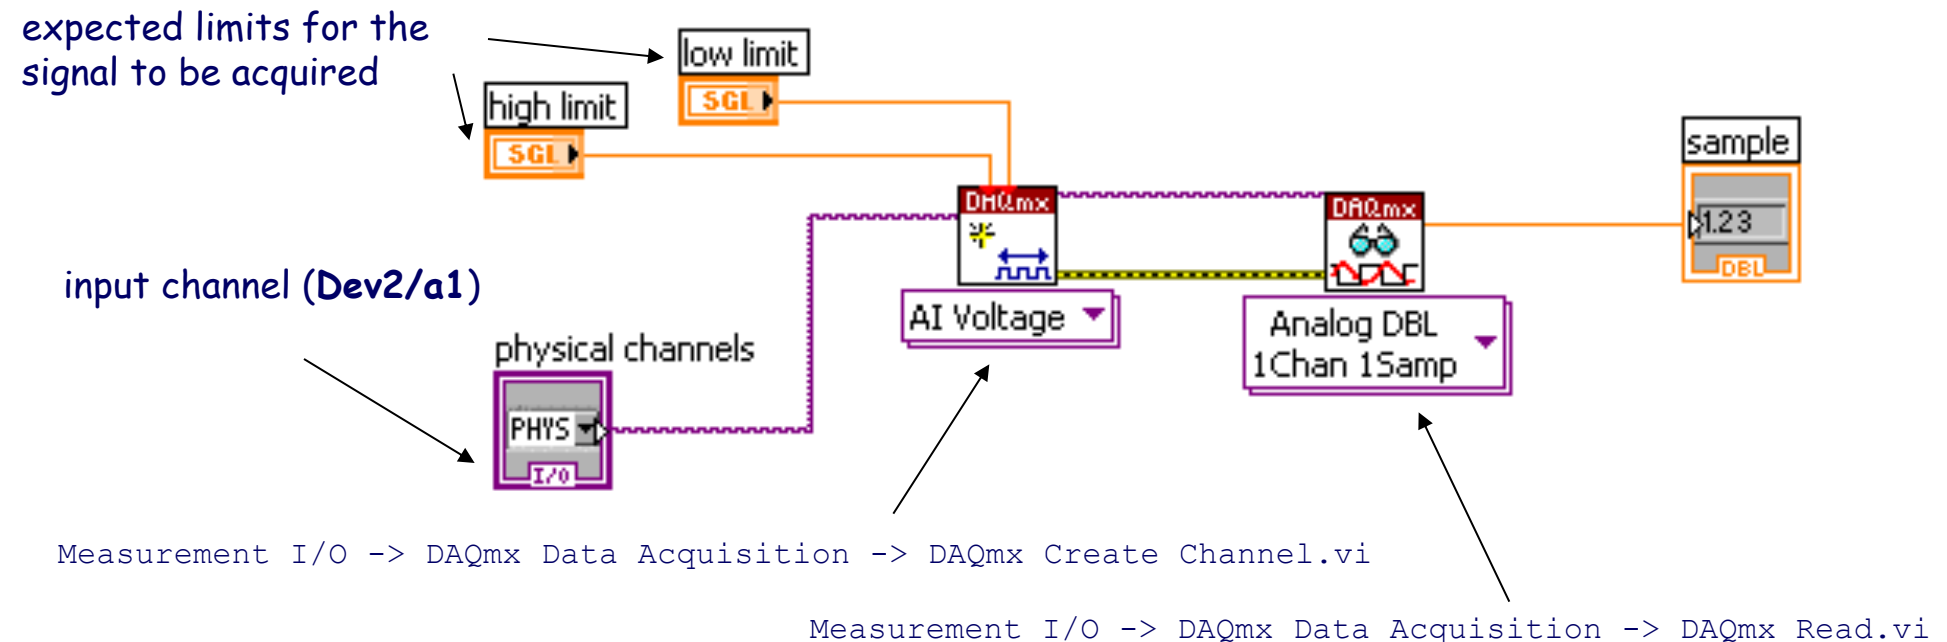 expected limits for the
signal to be acquired
low limit
SGL
high limit
SGL
sample
1.23
DBL
DAQmx
DAQmx
input channel (Dev2/a1)
AI Voltage
Analog DBL
1Chan 1Samp
physical channels
PHYS
I/O
Measurement I/O -> DAQmx Data Acquisition -> DAQmx Create Channel.vi
Measurement I/O -> DAQmx Data Acquisition -> DAQmx Read.vi